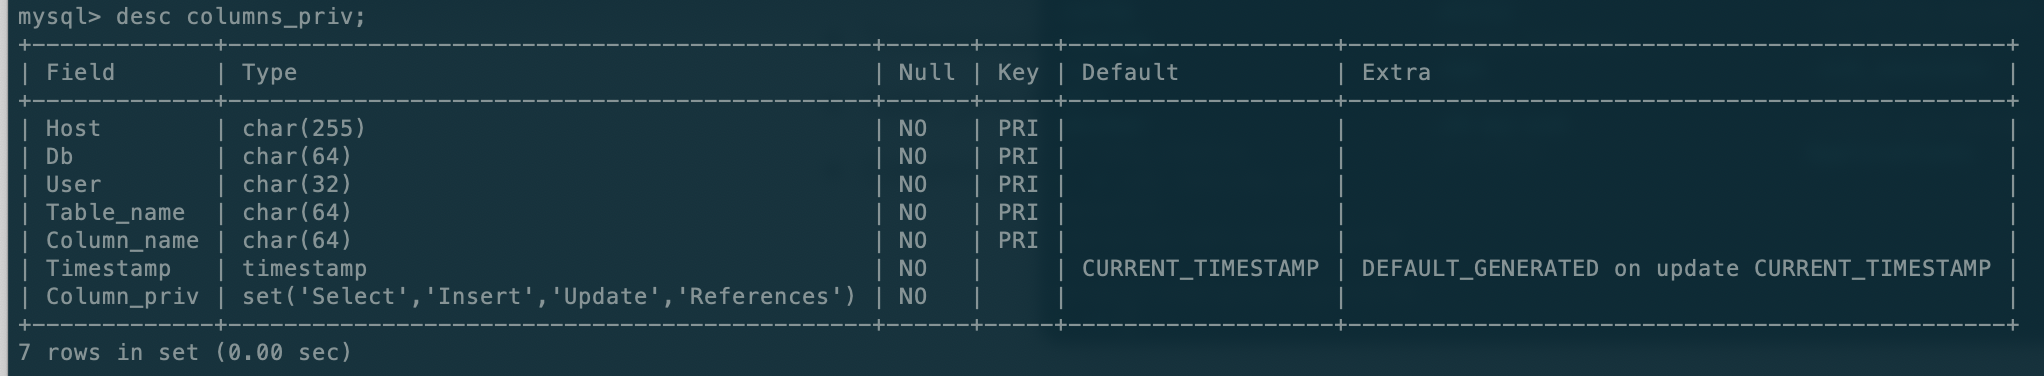 mysql> desc columns_priv;
+-------------+----------------------------------------------+------+-----+-------------------+-----------------------------------------------+
| Field       | Type                                         | Null | Key | Default           | Extra                                         |
+-------------+----------------------------------------------+------+-----+-------------------+-----------------------------------------------+
| Host        | char(255)                                    | NO   | PRI |                   |                                               |
| Db          | char(64)                                     | NO   | PRI |                   |                                               |
| User        | char(32)                                     | NO   | PRI |                   |                                               |
| Table_name  | char(64)                                     | NO   | PRI |                   |                                               |
| Column_name | char(64)                                     | NO   | PRI |                   |                                               |
| Timestamp   | timestamp                                    | NO   |     | CURRENT_TIMESTAMP | DEFAULT_GENERATED on update CURRENT_TIMESTAMP |
| Column_priv | set('Select','Insert','Update','References') | NO   |     |                   |                                               |
+-------------+----------------------------------------------+------+-----+-------------------+-----------------------------------------------+
7 rows in set (0.00 sec)